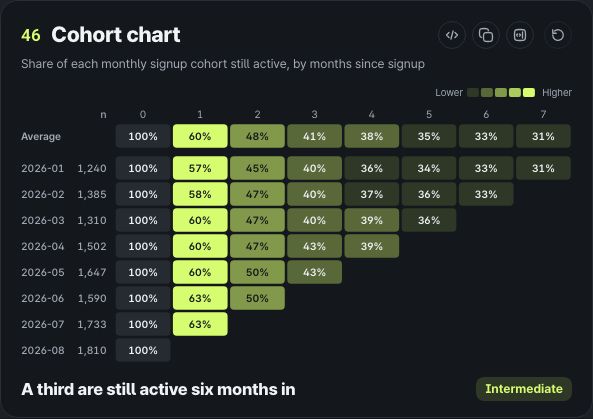 46 Cohort chart
Share of each monthly signup cohort still active, by months since signup
Lower Higher
n 0 1 2 3 4 5 6 7
Average 100% 60% 48% 41% 38% 35% 33% 31%
2026-01 1,240 100% 57% 45% 40% 36% 34% 33% 31%
2026-02 1,385 100% 58% 47% 40% 37% 36% 33%
2026-03 1,310 100% 60% 47% 40% 39% 36%
2026-04 1,502 100% 60% 47% 43% 39%
2026-05 1,647 100% 60% 50% 43%
2026-06 1,590 100% 63% 50%
2026-07 1,733 100% 63%
2026-08 1,810 100%
A third are still active six months in
Intermediate